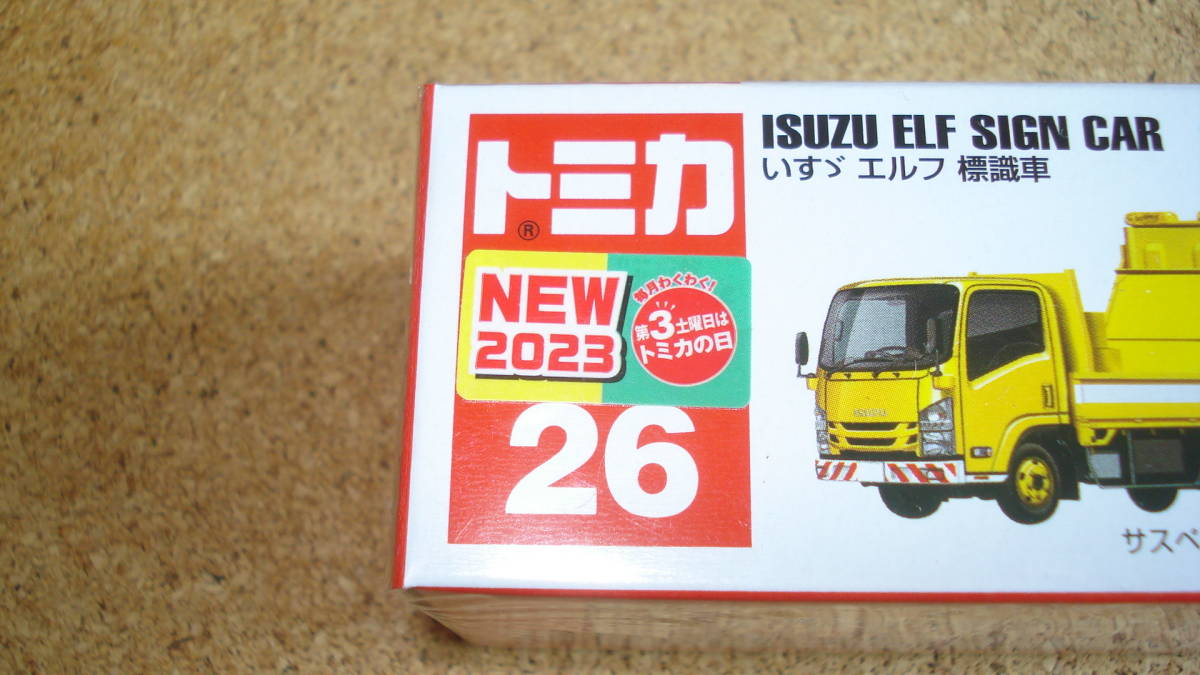 トミカ
®
ISUZU ELF SIGN CAR
いすゞ エルフ 標識車
NEW
2023
毎月わくわく!
第3土曜日は
トミカの日
26
ISUZU
サスペ